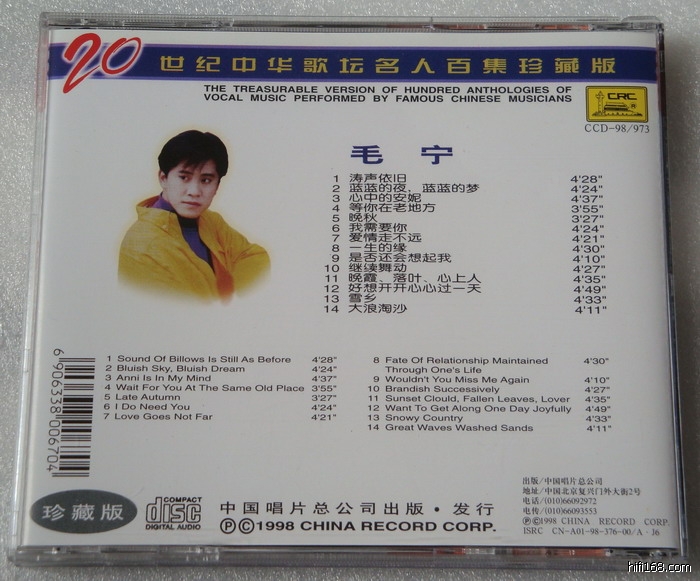 20 世纪中华歌坛名人百集珍藏版
THE TREASURABLE VERSION OF HUNDRED ANTHOLOGIES OF
VOCAL MUSIC PERFORMED BY FAMOUS CHINESE MUSICIANS
CRC
CCD-98/973
毛 宁
1 涛声依旧 4'28"
2 蓝蓝的夜，蓝蓝的梦 4'24"
3 心中的安妮 4'37"
4 等你在老地方 3'55"
5 晚秋 3'27"
6 我需要你 4'24"
7 爱情走不远 4'21"
8 一生的缘 4'30"
9 是否还会想起我 4'10"
10 继续舞动 4'27"
11 晚霞、落叶、心上人 4'35"
12 好想开开心心过一天 4'49"
13 雪乡 4'33"
14 大浪淘沙 4'11"
1 Sound Of Billows Is Still As Before 4'28"
2 Bluish Sky, Bluish Dream 4'24"
3 Anni Is In My Mind 4'37"
4 Wait For You At The Same Old Place 3'55"
5 Late Autumn 3'27"
6 I Do Need You 4'24"
7 Love Goes Not Far 4'21"
8 Fate Of Relationship Maintained 4'30"
Through One's Life
9 Wouldn't You Miss Me Again 4'10"
10 Brandish Successively 4'27"
11 Sunset Clould, Fallen Leaves, Lover 4'35"
12 Want To Get Along One Day Joyfully 4'49"
13 Snowy Country 4'33"
14 Great Waves Washed Sands 4'11"
6 906338 006704
珍藏版
COMPACT
disc
DIGITAL AUDIO
中国唱片总公司出版·发行
ⓅⒸ1998 CHINA RECORD CORP.
出版/中国唱片总公司
地址/中国北京复兴门外大街2号
电话/(010)66092972
电传/(010)66093553
ⓅⒸ1998 CHINA RECORD CORP.
ISRC CN-A01-98-376-00/A·J6
hifi168.com